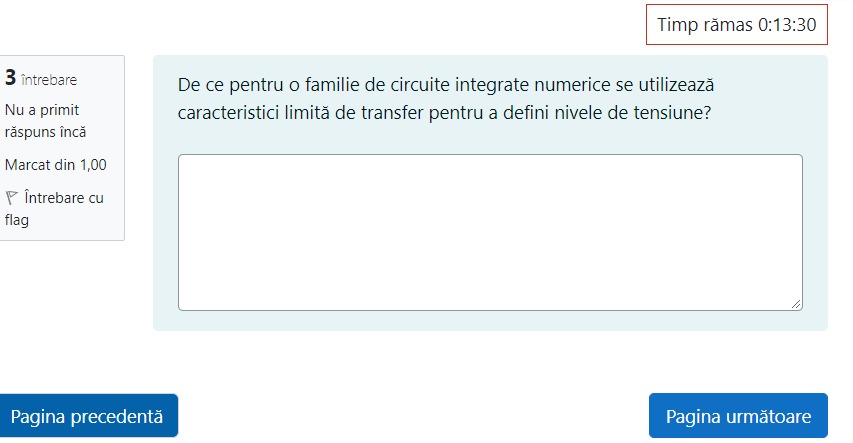 Timp rămas 0:13:30
3 întrebare
Nu a primit
răspuns încă
Marcat din 1,00
Întrebare cu
flag
De ce pentru o familie de circuite integrate numerice se utilizează
caracteristici limită de transfer pentru a defini nivele de tensiune?
Pagina precedentă
Pagina următoare